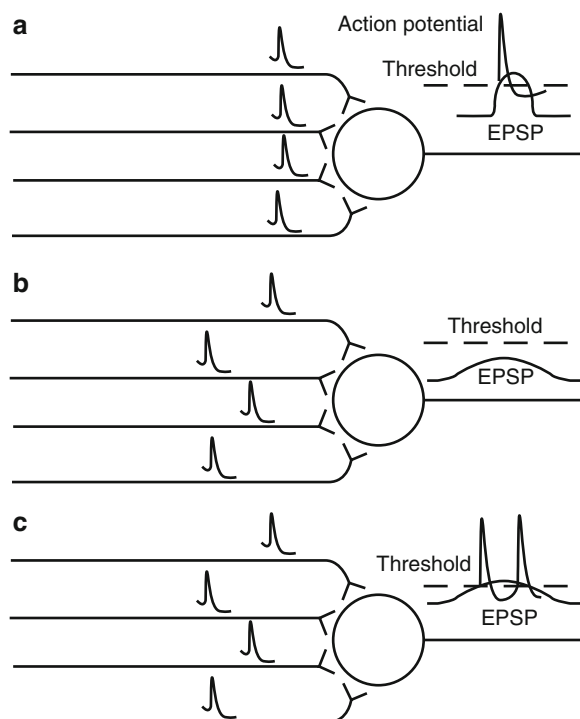 a
Action potential
Threshold
EPSP
b
Threshold
EPSP
c
Threshold
EPSP